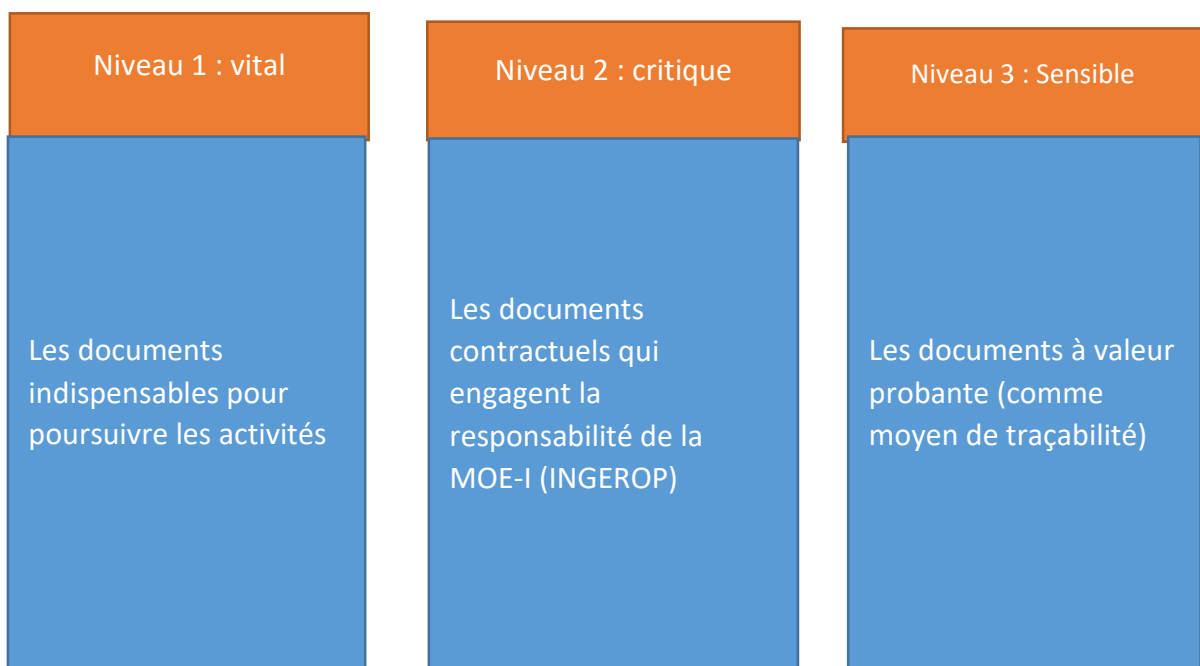 Niveau 1 : vital
Les documents
indispensables pour
poursuivre les activités
Niveau 2 : critique
Les documents
contractuels qui
engagent la
responsabilité de la
MOE-I (INGEROP)
Niveau 3 : Sensible
Les documents à valeur
probante (comme
moyen de traçabilité)